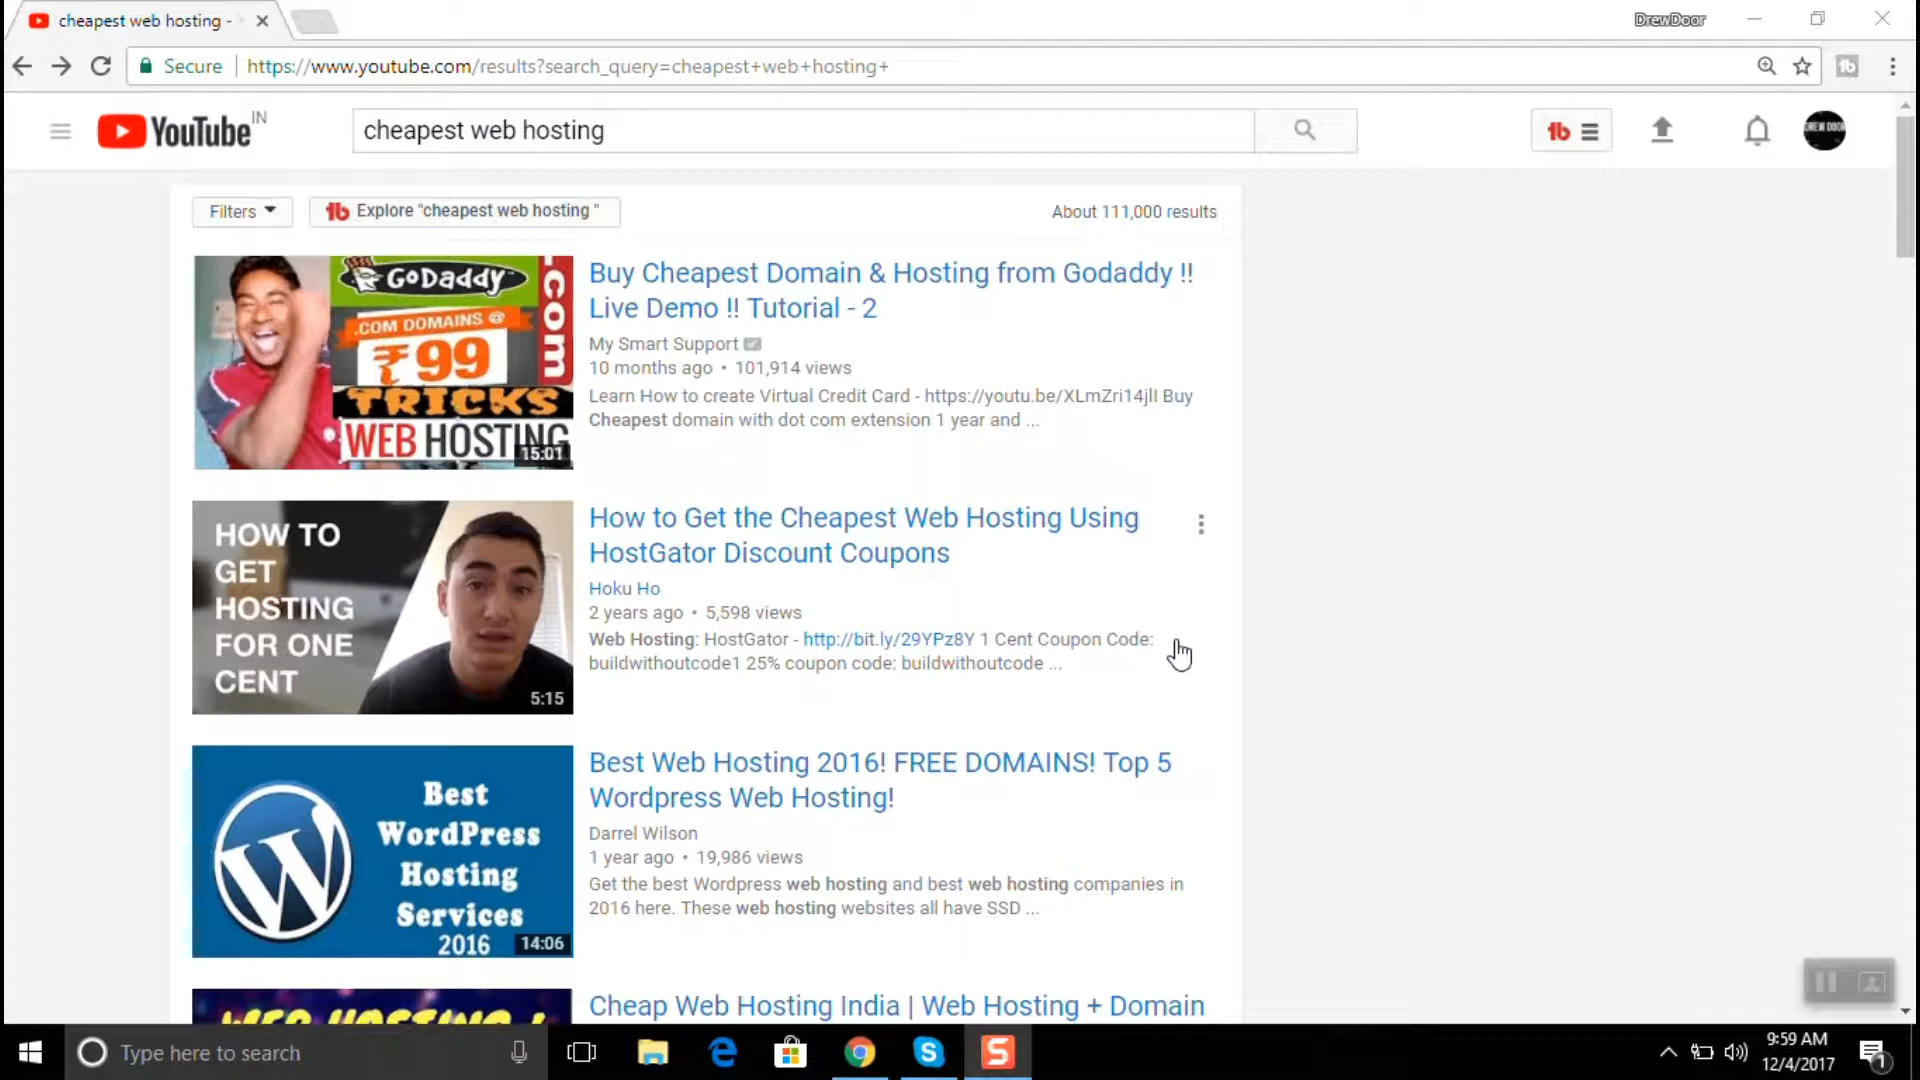 cheapest web hosting -
DrewDoor
Secure
https://www.youtube.com/results?search_query=cheapest+web+hosting+
YouTube IN
cheapest web hosting
DREW DOOR
Filters
Explore "cheapest web hosting "
About 111,000 results
GoDaddy
.COM DOMAINS @
₹99
.com
TRICKS
WEB HOSTING
15:01
Buy Cheapest Domain & Hosting from Godaddy !!
Live Demo !! Tutorial - 2
My Smart Support
10 months ago • 101,914 views
Learn How to create Virtual Credit Card - https://youtu.be/XLmZri14jlI Buy
Cheapest domain with dot com extension 1 year and ...
HOW TO
GET
HOSTING
FOR ONE
CENT
5:15
How to Get the Cheapest Web Hosting Using
HostGator Discount Coupons
Hoku Ho
2 years ago • 5,598 views
Web Hosting: HostGator - http://bit.ly/29YPz8Y 1 Cent Coupon Code:
buildwithoutcode1 25% coupon code: buildwithoutcode ...
Best
WordPress
Hosting
Services
2016
14:06
Best Web Hosting 2016! FREE DOMAINS! Top 5
Wordpress Web Hosting!
Darrel Wilson
1 year ago • 19,986 views
Get the best Wordpress web hosting and best web hosting companies in
2016 here. These web hosting websites all have SSD ...
WEB HOSTING
Cheap Web Hosting India | Web Hosting + Domain
Type here to search
9:59 AM
12/4/2017
1